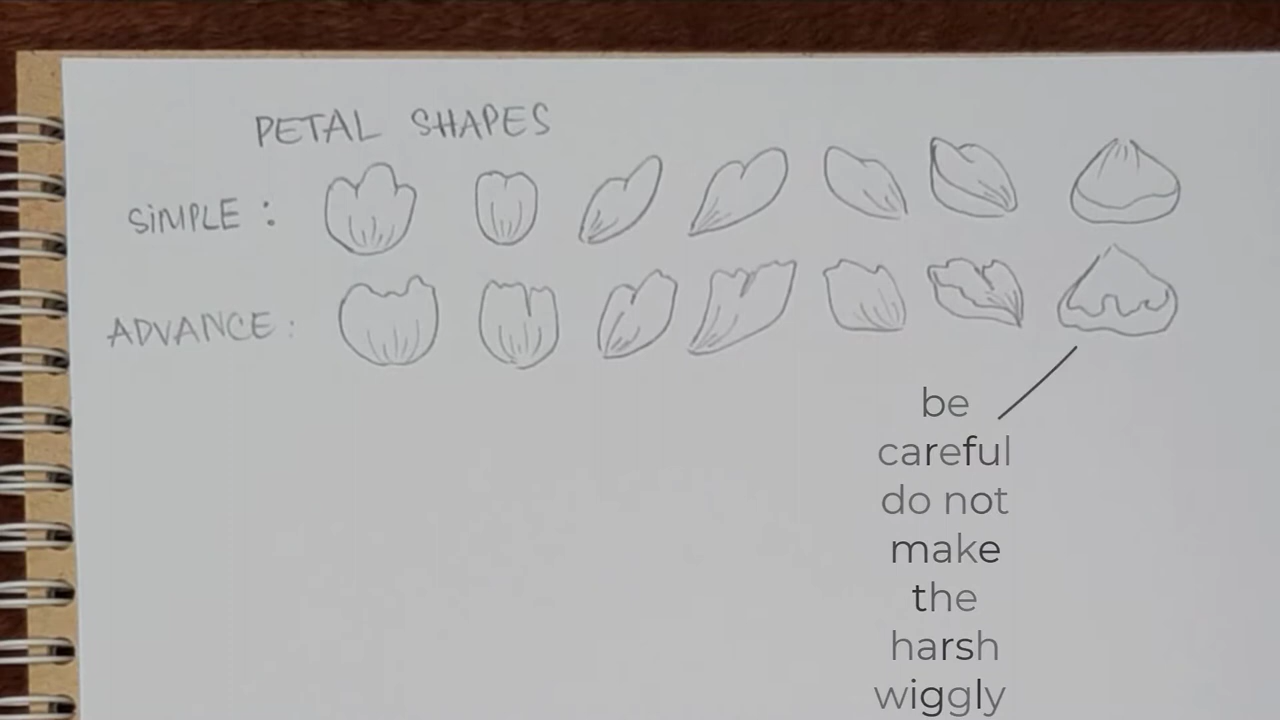 PETAL SHAPES
SiMPLE :
ADVANCE :
be
careful
do not
make
the
harsh
wiggly